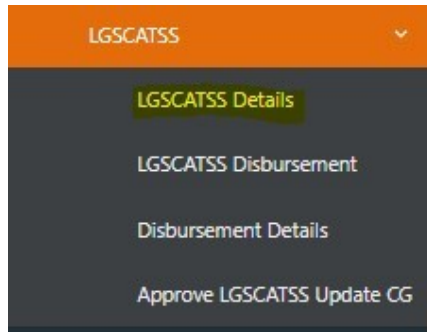 LGSCATSS
LGSCATSS Details
LGSCATSS Disbursement
Disbursement Details
Approve LGSCATSS Update CG